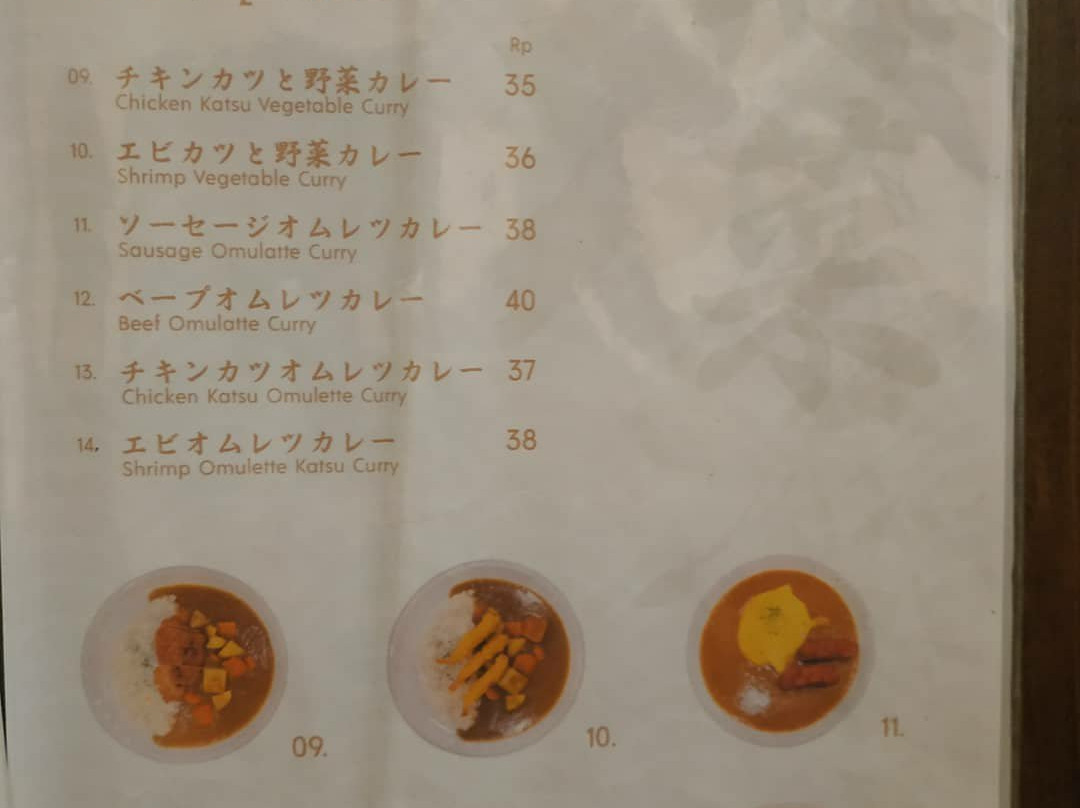 Rp
09. チキンカツと野菜カレー 35
Chicken Katsu Vegetable Curry
10. エビカツと野菜カレー 36
Shrimp Vegetable Curry
11. ソーセージオムレツカレー 38
Sausage Omulatte Curry
12. ベープオムレツカレー 40
Beef Omulatte Curry
13. チキンカツオムレツカレー 37
Chicken Katsu Omulette Curry
14. エビオムレツカレー 38
Shrimp Omulette Katsu Curry
09. 10. 11.